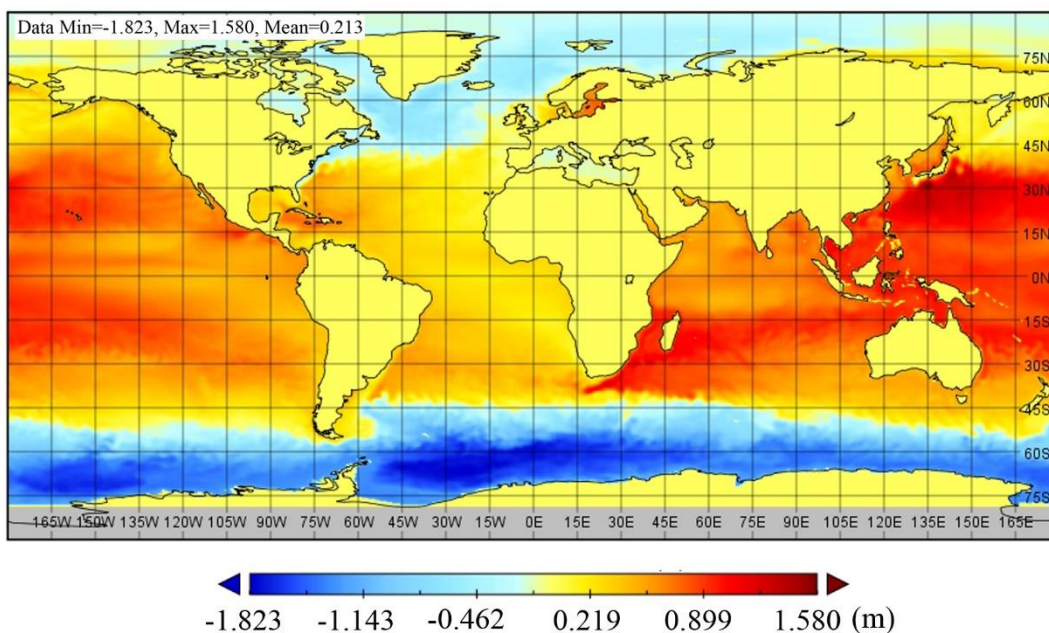 Data Min=-1.823, Max=1.580, Mean=0.213
75N
60N
45N
30N
15N
0N
15S
30S
45S
60S
75S
165W 150W 135W 120W 105W 90W 75W 60W 45W 30W 15W 0E 15E 30E 45E 60E 75E 90E 105E 120E 135E 150E 165E
-1.823 -1.143 -0.462 0.219 0.899 1.580 (m)